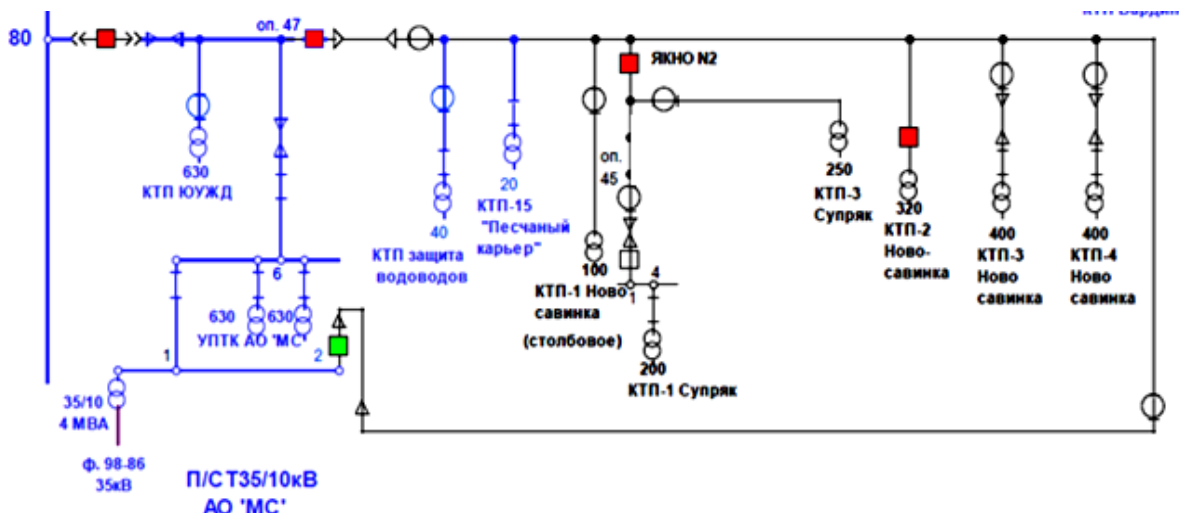 80
оп. 47
ЯКНО N2
630
КТП ЮУЖД
оп.
45
250
КТП-3
Супряк
20
КТП-15
"Песчаный
карьер"
40
КТП защита
водоводов
320
КТП-2
Ново-
савинка
400
КТП-3
Ново
савинка
400
КТП-4
Ново
савинка
100
КТП-1 Ново
савинка
(столбовое)
6
1
4
630
630
УПТК АО 'МС'
1
2
200
КТП-1 Супряк
35/10
4 МВА
ф. 98-86
35кВ
П/С Т35/10кВ
АО 'МС'